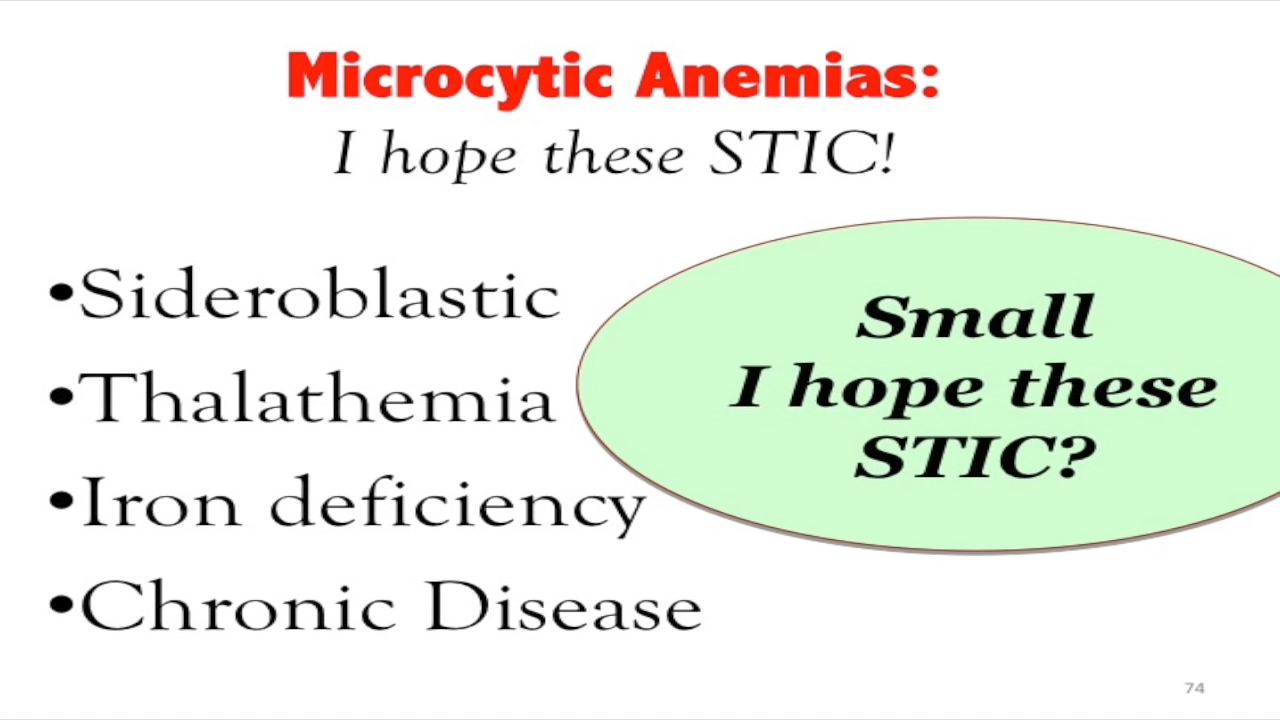 Microcytic Anemias:
I hope these STIC!
•Sideroblastic
•Thalathemia
•Iron deficiency
•Chronic Disease
Small
I hope these
STIC?
74